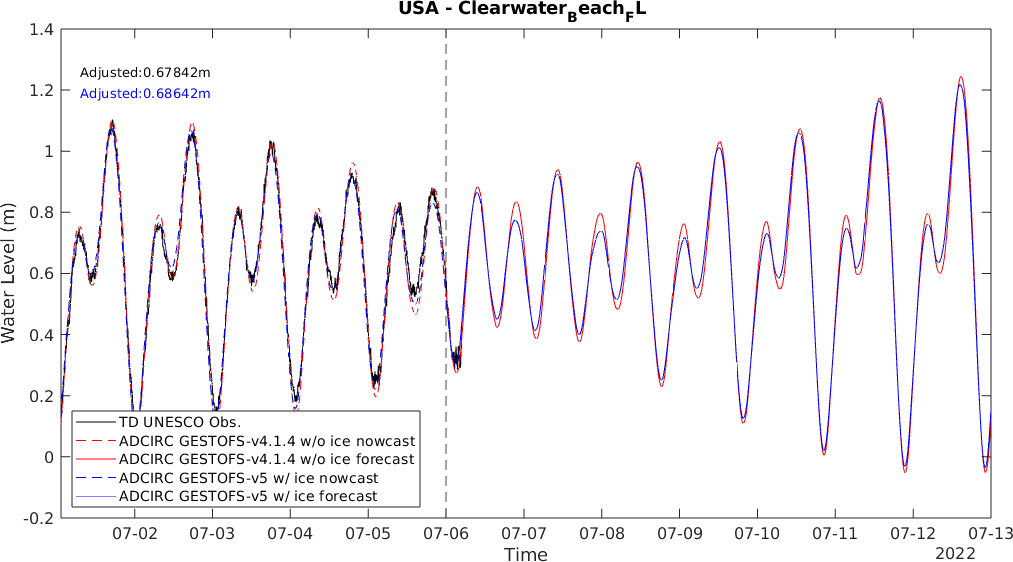 USA - Clearwater_Beach_FL
1.4
Adjusted:0.67842m
1.2
Adjusted:0.68642m
1
0.8
0.6
0.4
0.2
0
-0.2
Water Level (m)
TD UNESCO Obs.
ADCIRC GESTOFS-v4.1.4 w/o ice nowcast
ADCIRC GESTOFS-v4.1.4 w/o ice forecast
ADCIRC GESTOFS-v5 w/ ice nowcast
ADCIRC GESTOFS-v5 w/ ice forecast
07-02 07-03 07-04 07-05 07-06 07-07 07-08 07-09 07-10 07-11 07-12 07-13
Time
2022